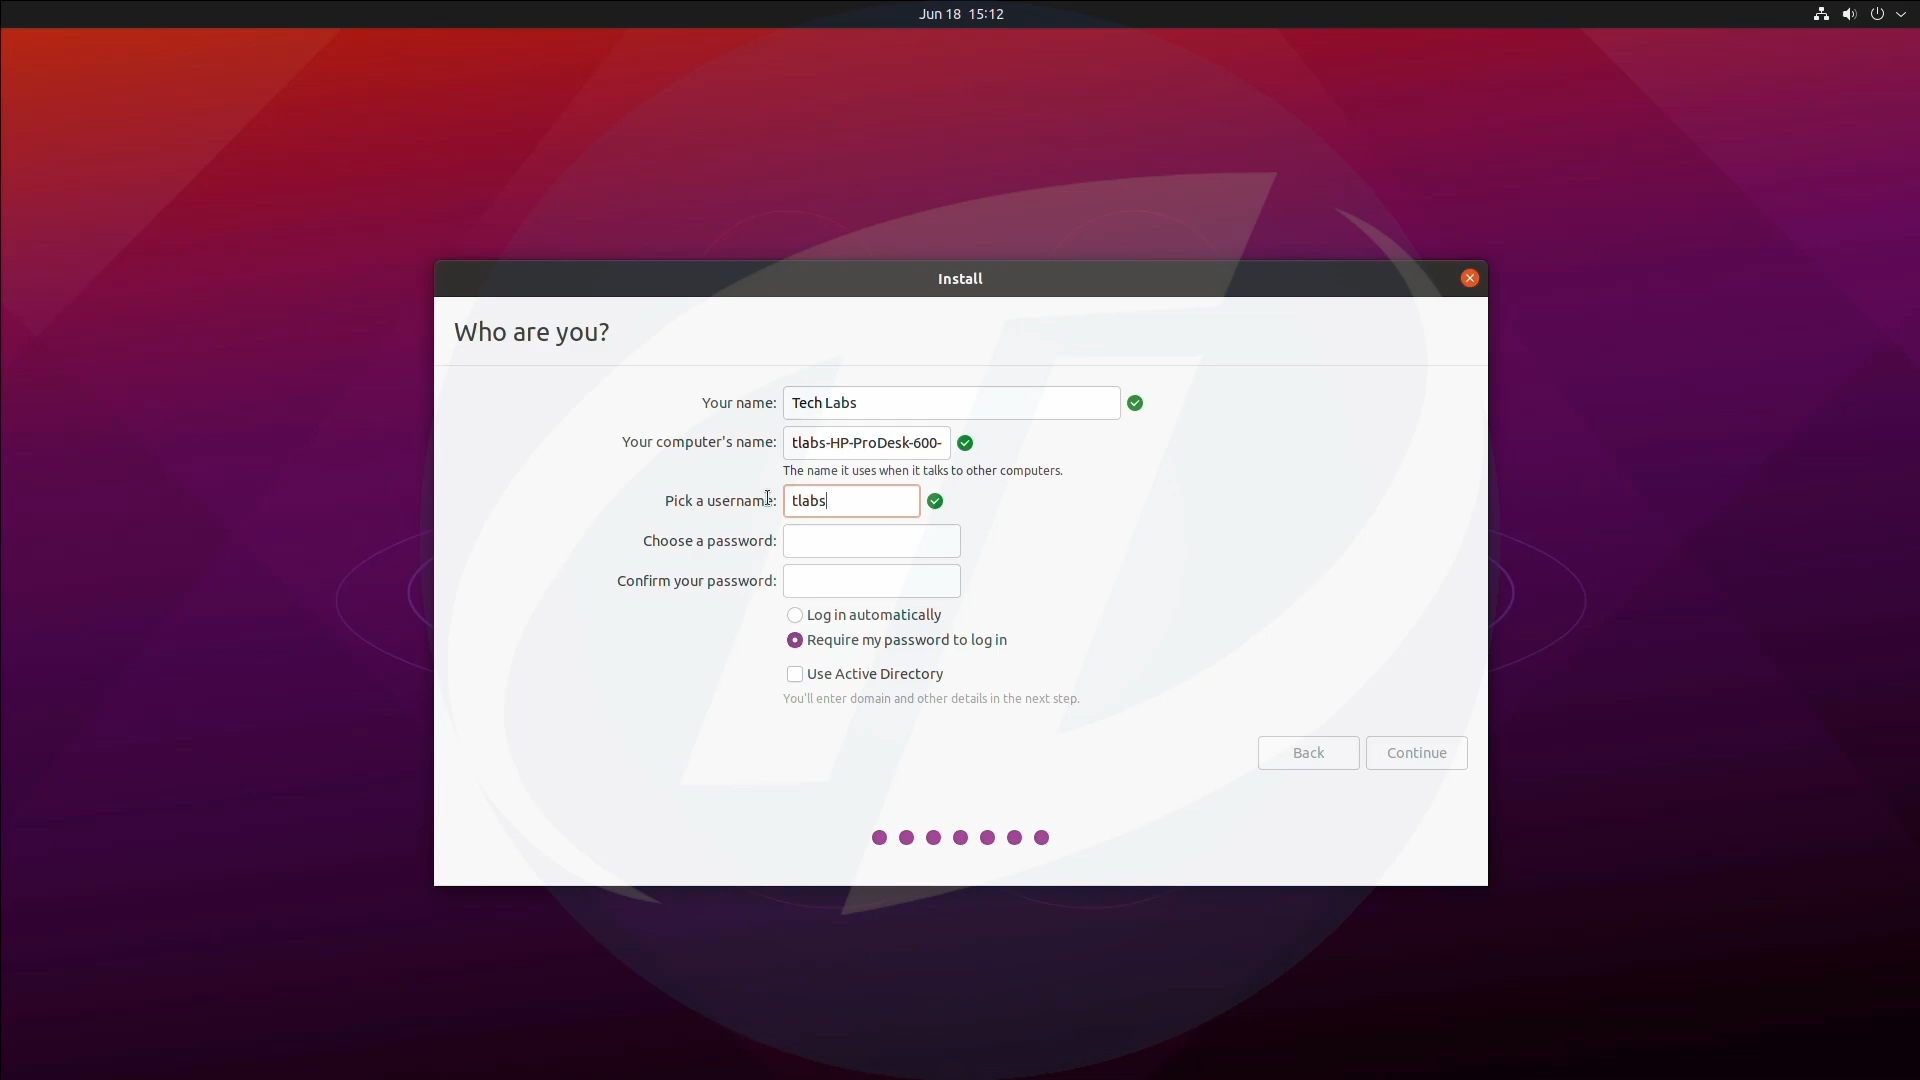 Jun 18 15:12
Install
Who are you?
Your name: Tech Labs
Your computer's name: tlabs-HP-ProDesk-600-
The name it uses when it talks to other computers.
Pick a username: tlabs
Choose a password:
Confirm your password:
Log in automatically
Require my password to log in
Use Active Directory
You'll enter domain and other details in the next step.
Back Continue